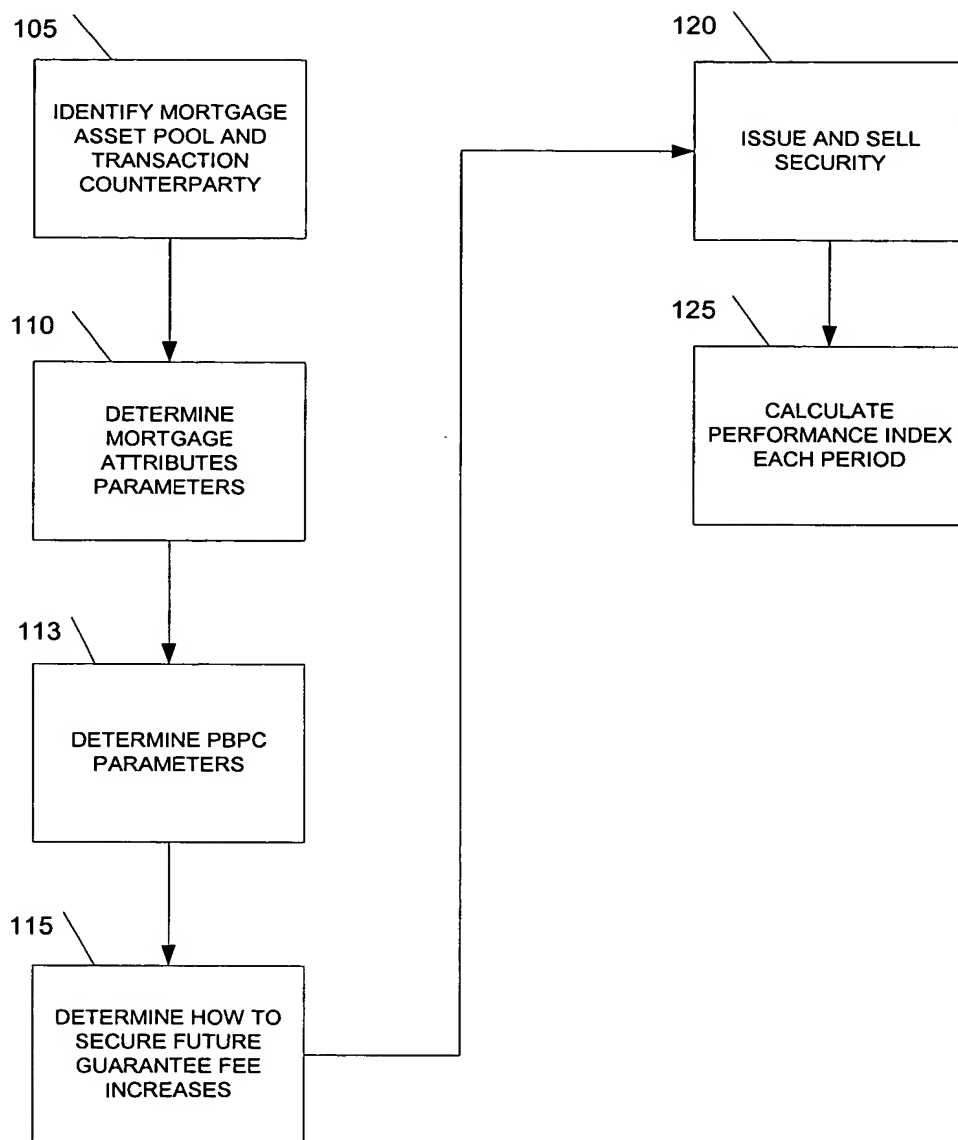 105
IDENTIFY MORTGAGE
ASSET POOL AND
TRANSACTION
COUNTERPARTY
110
DETERMINE
MORTGAGE
ATTRIBUTES
PARAMETERS
113
DETERMINE PBPC
PARAMETERS
115
DETERMINE HOW TO
SECURE FUTURE
GUARANTEE FEE
INCREASES
120
ISSUE AND SELL
SECURITY
125
CALCULATE
PERFORMANCE INDEX
EACH PERIOD